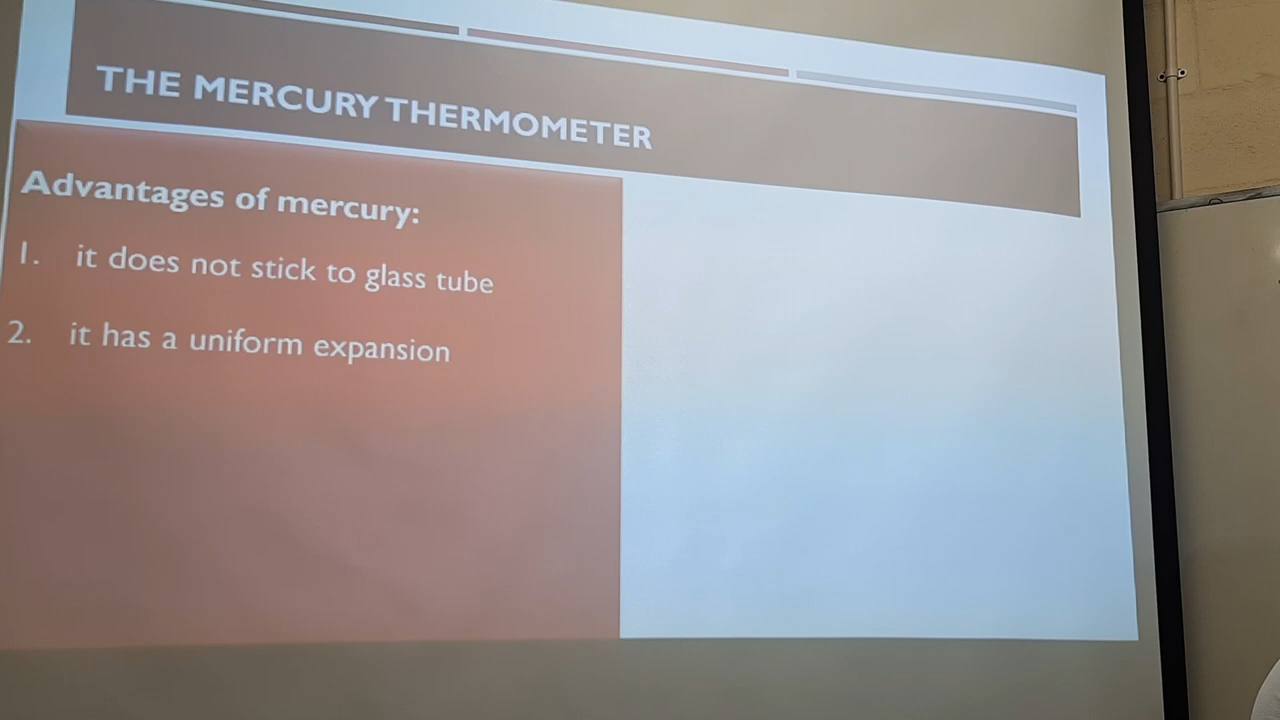 THE MERCURY THERMOMETER
Advantages of mercury:
1. it does not stick to glass tube
2. it has a uniform expansion